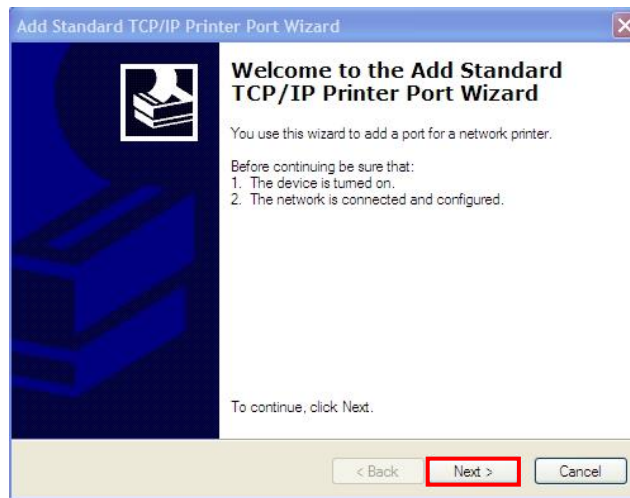 Add Standard TCP/IP Printer Port Wizard
Welcome to the Add Standard
TCP/IP Printer Port Wizard
You use this wizard to add a port for a network printer.
Before continuing be sure that:
1. The device is turned on.
2. The network is connected and configured.
To continue, click Next.
< Back
Next >
Cancel